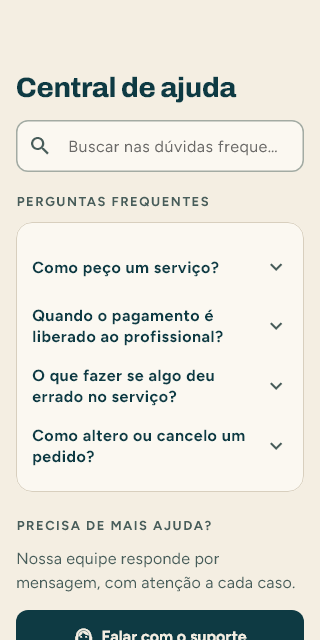 Central de ajuda
Buscar nas dúvidas freque...
PERGUNTAS FREQUENTES
Como peço um serviço?
Quando o pagamento é
liberado ao profissional?
O que fazer se algo deu
errado no serviço?
Como altero ou cancelo um
pedido?
PRECISA DE MAIS AJUDA?
Nossa equipe responde por
mensagem, com atenção a cada caso.
Falar com o suporte